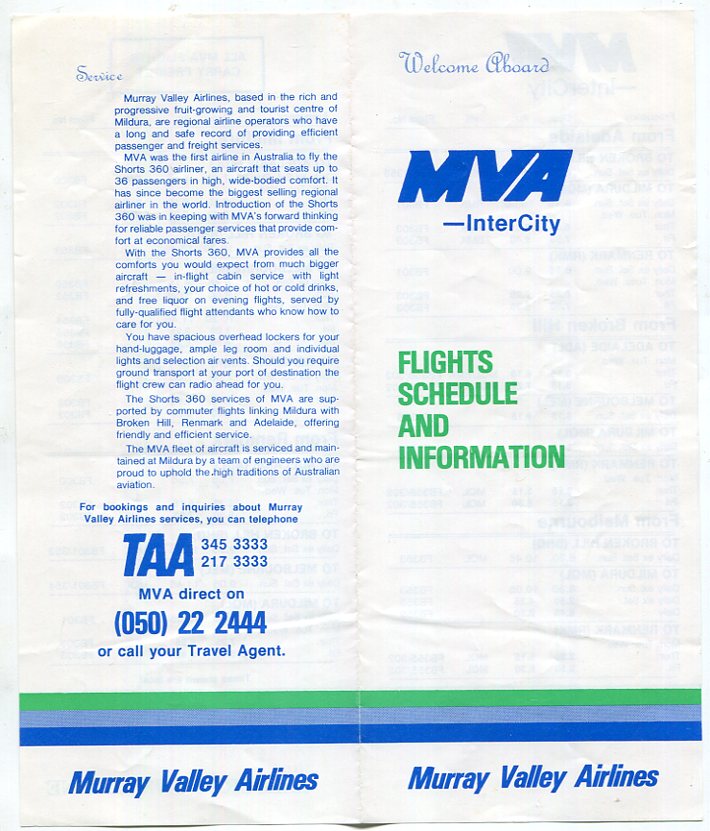 Service
Murray Valley Airlines, based in the rich and
progressive fruit-growing and tourist centre of
Mildura, are regional airline operators who have
a long and safe record of providing efficient
passenger and freight services.
MVA was the first airline in Australia to fly the
Shorts 360 airliner, an aircraft that seats up to
36 passengers in high, wide-bodied comfort. It
has since become the biggest selling regional
airliner in the world. Introduction of the Shorts
360 was in keeping with MVA's forward thinking
for reliable passenger services that provide com-
fort at economical fares.
With the Shorts 360, MVA provides all the
comforts you would expect from much bigger
aircraft — in-flight cabin service with light
refreshments, your choice of hot or cold drinks,
and free liquor on evening flights, served by
fully-qualified flight attendants who know how to
care for you.
You have spacious overhead lockers for your
hand-luggage, ample leg room and individual
lights and selection air vents. Should you require
ground transport at your port of destination the
flight crew can radio ahead for you.
The Shorts 360 services of MVA are sup-
ported by commuter flights linking Mildura with
Broken Hill, Renmark and Adelaide, offering
friendly and efficient service.
The MVA fleet of aircraft is serviced and main-
tained at Mildura by a team of engineers who are
proud to uphold the high traditions of Australian
aviation.
For bookings and inquiries about Murray
Valley Airlines services, you can telephone
TAA 345 3333
217 3333
MVA direct on
(050) 22 2444
or call your Travel Agent.
Murray Valley Airlines
Welcome Aboard
MVA
—InterCity
FLIGHTS
SCHEDULE
AND
INFORMATION
Murray Valley Airlines